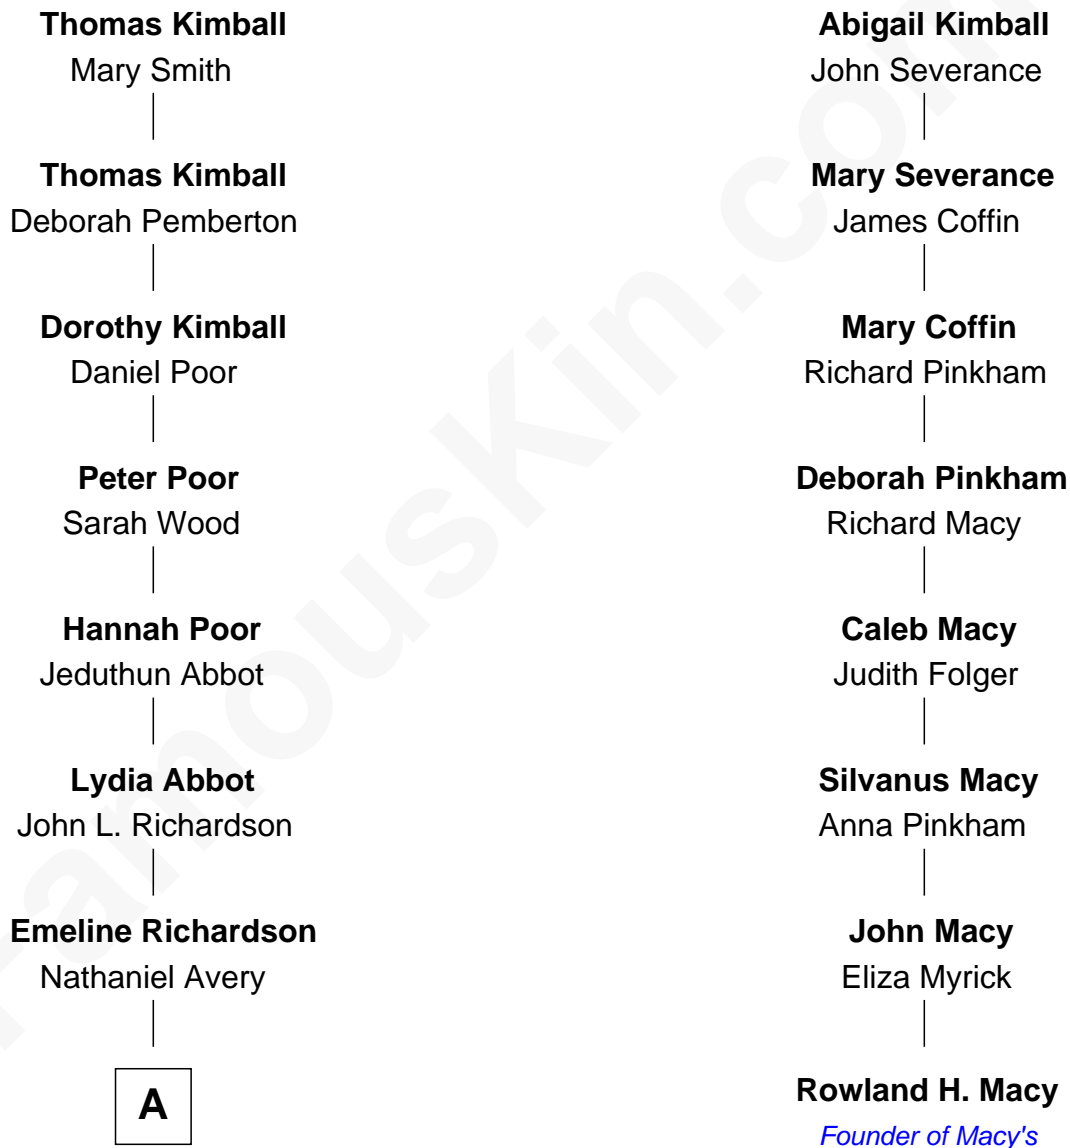 Thomas Kimball
Mary Smith
Thomas Kimball
Deborah Pemberton
Dorothy Kimball
Daniel Poor
Peter Poor
Sarah Wood
Hannah Poor
Jeduthun Abbot
Lydia Abbot
John L. Richardson
Emeline Richardson
Nathaniel Avery
A
Abigail Kimball
John Severance
Mary Severance
James Coffin
Mary Coffin
Richard Pinkham
Deborah Pinkham
Richard Macy
Caleb Macy
Judith Folger
Silvanus Macy
Anna Pinkham
John Macy
Eliza Myrick
Rowland H. Macy
Founder of Macy's
FamousKin.com